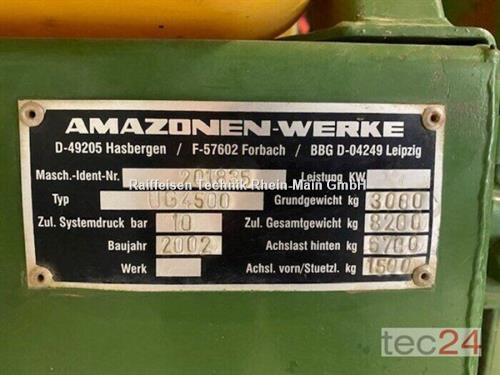 AMAZONEN-WERKE
D-49205 Hasbergen / F-57602 Forbach / BBG D-04249 Leipzig
Masch.-Ident-Nr. 201835 Leistung KW
Raiffeisen Technik Rhein-Main GmbH
Typ UG4500 Grundgewicht kg 3060
Zul. Systemdruck bar 10 Zul. Gesamtgewicht kg 8200
Baujahr 2002 Achslast hinten kg 6700
Werk Achsl. vorn/Stuetzl. kg 1500
tec24